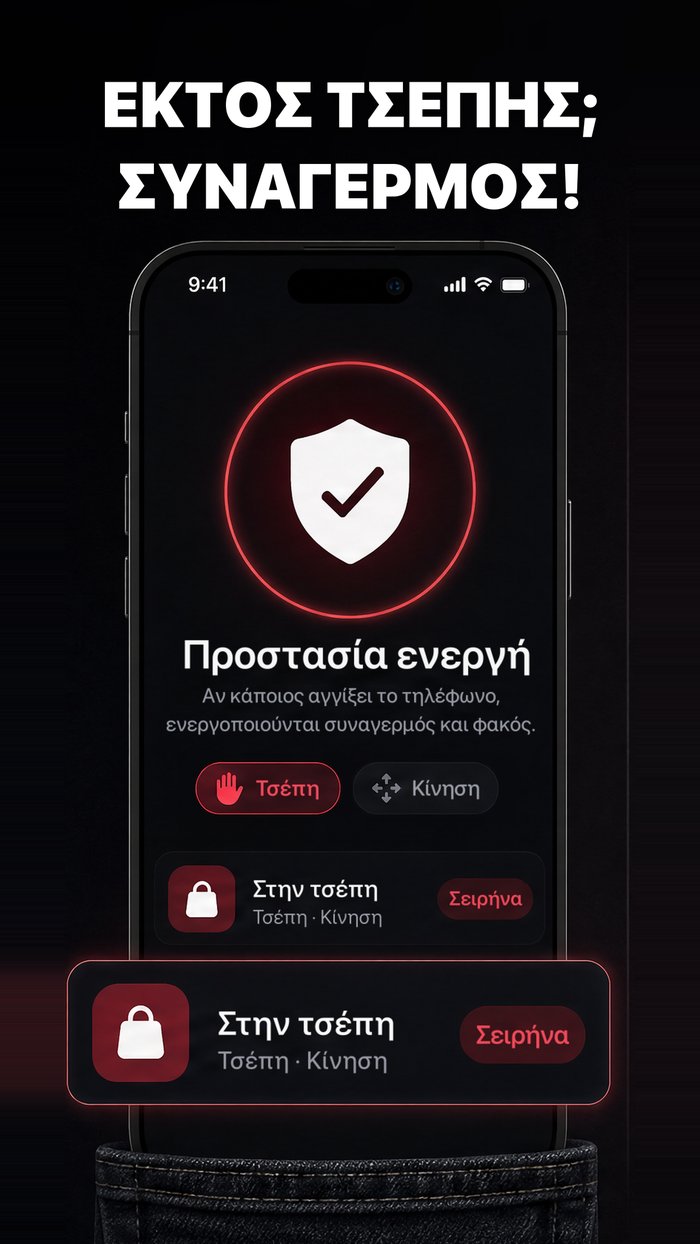 ΕΚΤΟΣ ΤΣΕΠΗΣ;
ΣΥΝΑΓΕΡΜΟΣ!
9:41
Προστασία ενεργή
Αν κάποιος αγγίξει το τηλέφωνο,
ενεργοποιούνται συναγερμός και φακός.
Τσέπη
Κίνηση
Στην τσέπη
Τσέπη · Κίνηση
Σειρήνα
Στην τσέπη
Τσέπη · Κίνηση
Σειρήνα